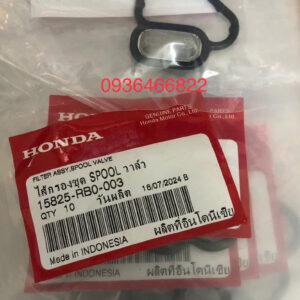 0936466822
GENUINE PARTS
Honda Motor Co., Ltd.
HONDA
FILTER ASSY,SPOOL VALVE
ไส้กรองชุด SPOOL วาล์ว
15825-RB0-003
QTY 10 วันผลิต 16/07/2024 B
Made in INDONESIA ผลิตที่อินโดนีเซีย
ผลิตที่อินโดนีเซีย